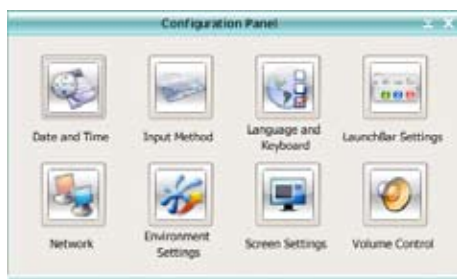 Configuration Panel
Date and Time
Input Method
Language and
Keyboard
LaunchBar Settings
Network
Environment
Settings
Screen Settings
Volume Control